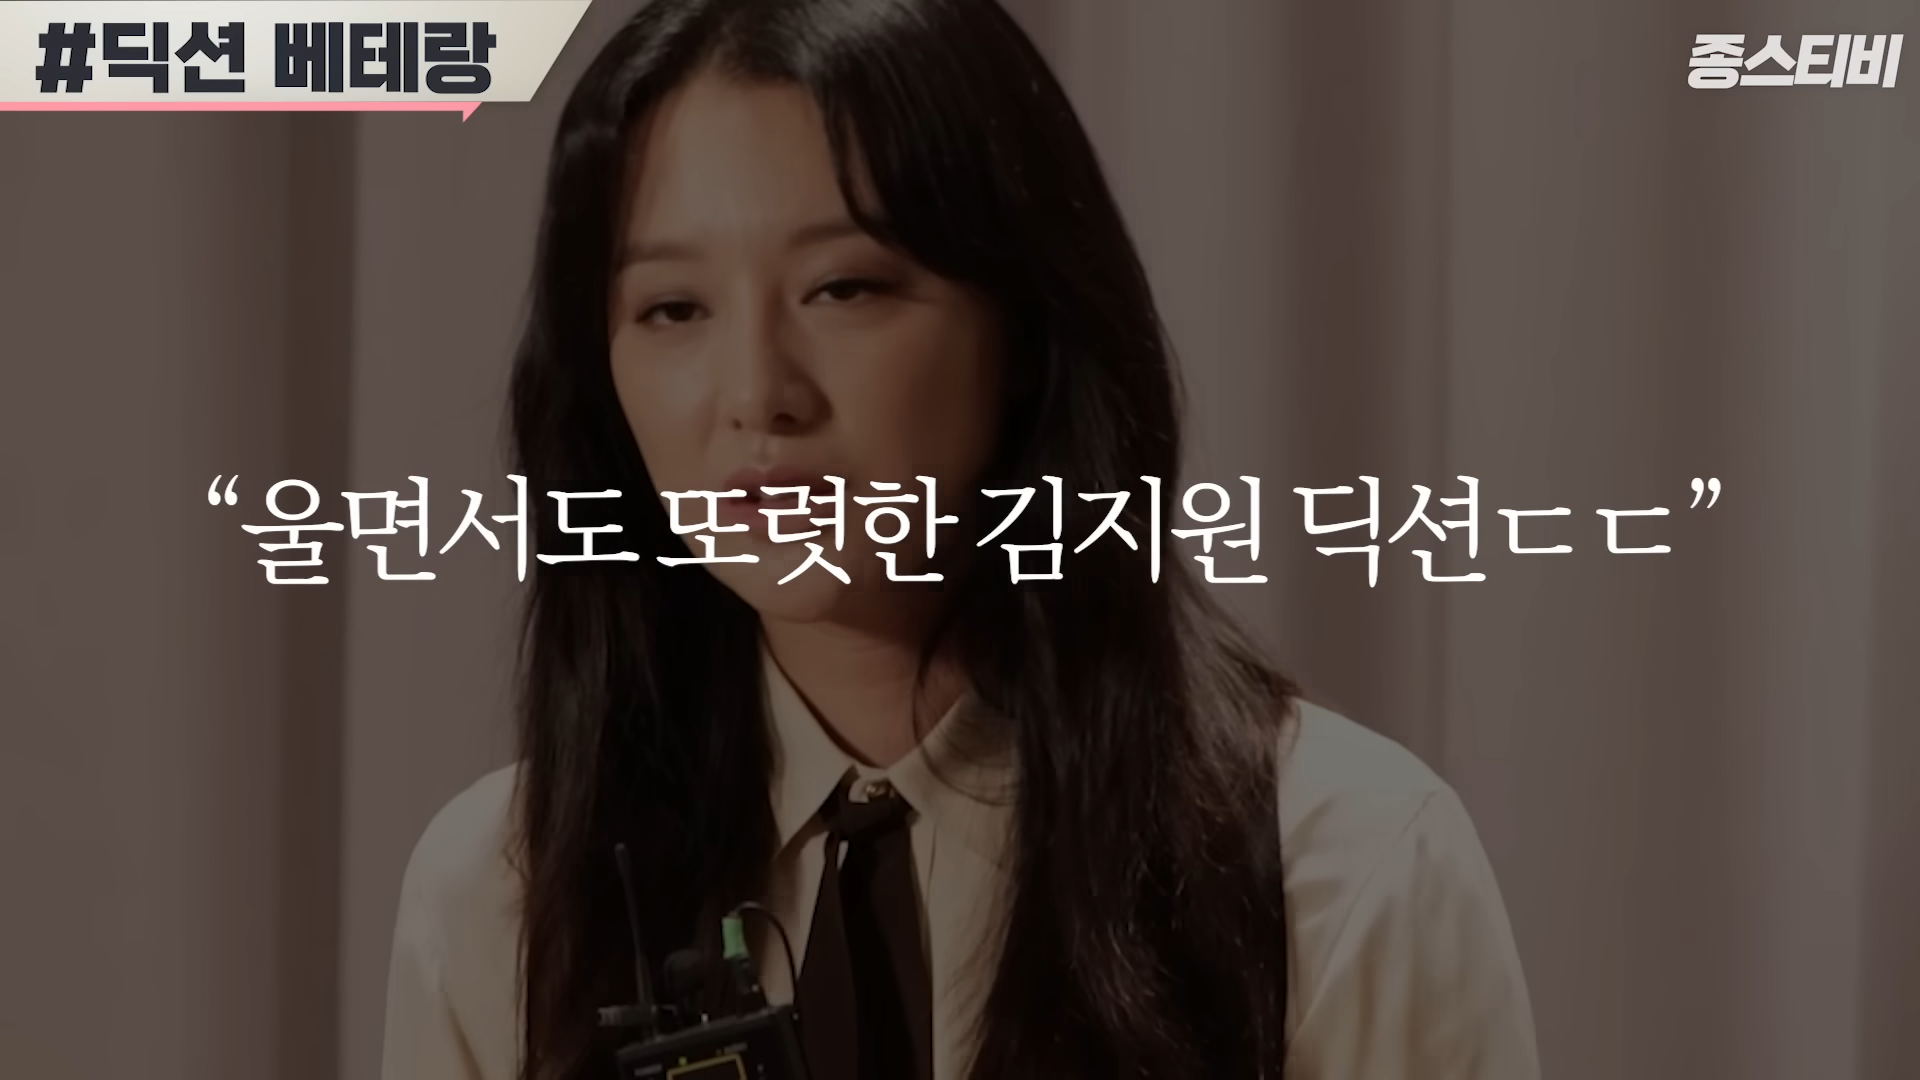 #딕션 베테랑
종스티비
“울면서도 또렷한 김지원 딕션ㄷㄷ”